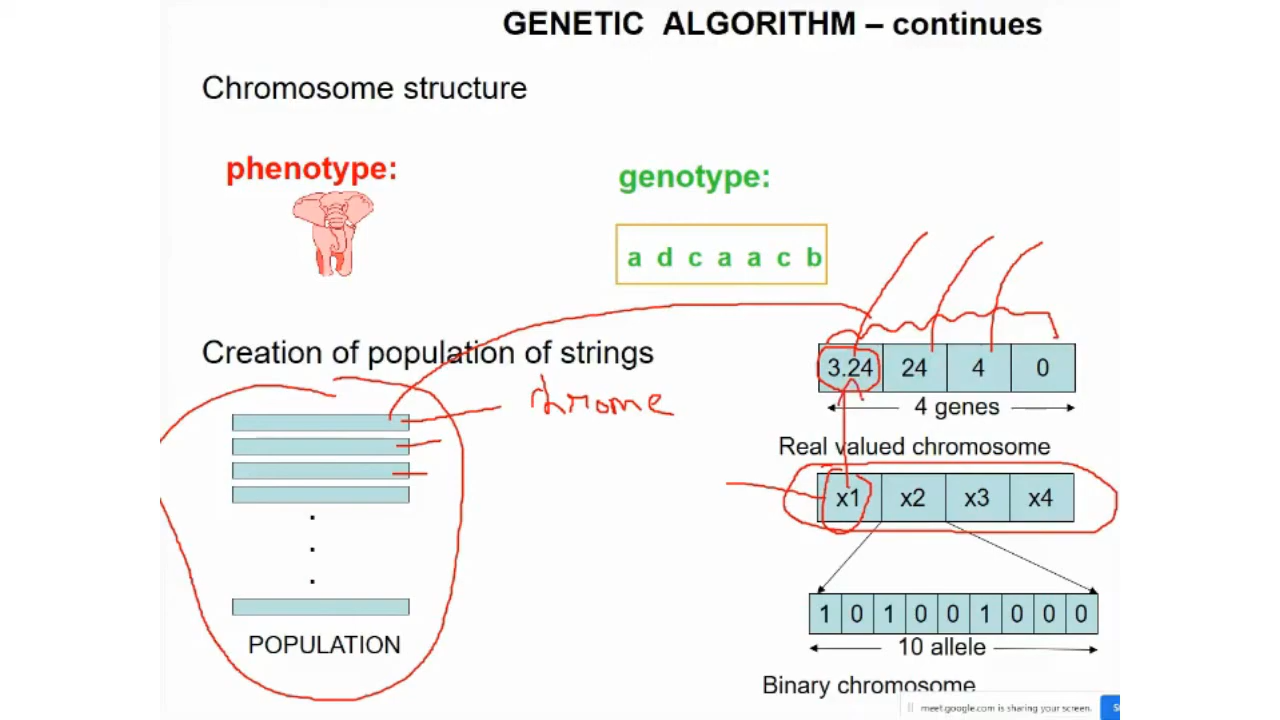 GENETIC ALGORITHM – continues
Chromosome structure
phenotype:
genotype:
a d c a a c b
Creation of population of strings
3.24 24 4 0
4 genes
chrome
Real valued chromosome
x1 x2 x3 x4
1 0 1 0 0 1 0 0 0
10 allele
POPULATION
Binary chromosome
meet.google.com is sharing your screen.